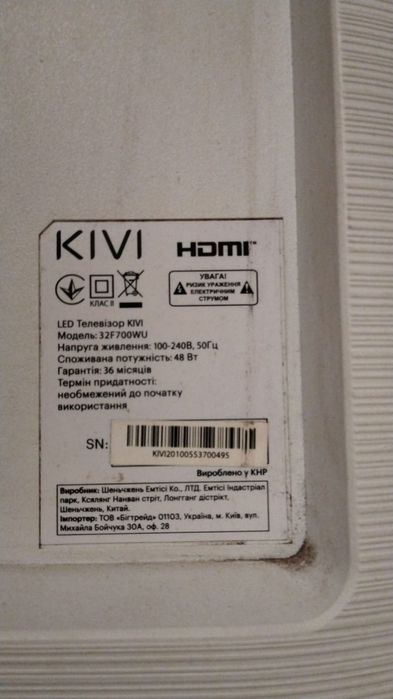 KIVI HDMI™
КЛАС II
УВАГА!
РИЗИК УРАЖЕННЯ
ЕЛЕКТРИЧНИМ
СТРУМОМ
LED Телевізор KIVI
Модель: 32F700WU
Напруга живлення: 100-240В, 50Гц
Споживана потужність: 48 Вт
Гарантія: 36 місяців
Термін придатності:
необмежений до початку
використання
SN:
KIVI20100553700495
Вироблено у КНР
Виробник: Шеньчжень Емтісі Ко., ЛТД. Емтісі Індастріал
парк, Ксялянг Нанван стріт, Лонгганг дістрікт,
Шеньчжень, Китай.
Імпортер: ТОВ «Бігтрейд» 01103, Україна, м. Київ, вул.
Михайла Бойчука 30А, оф. 28